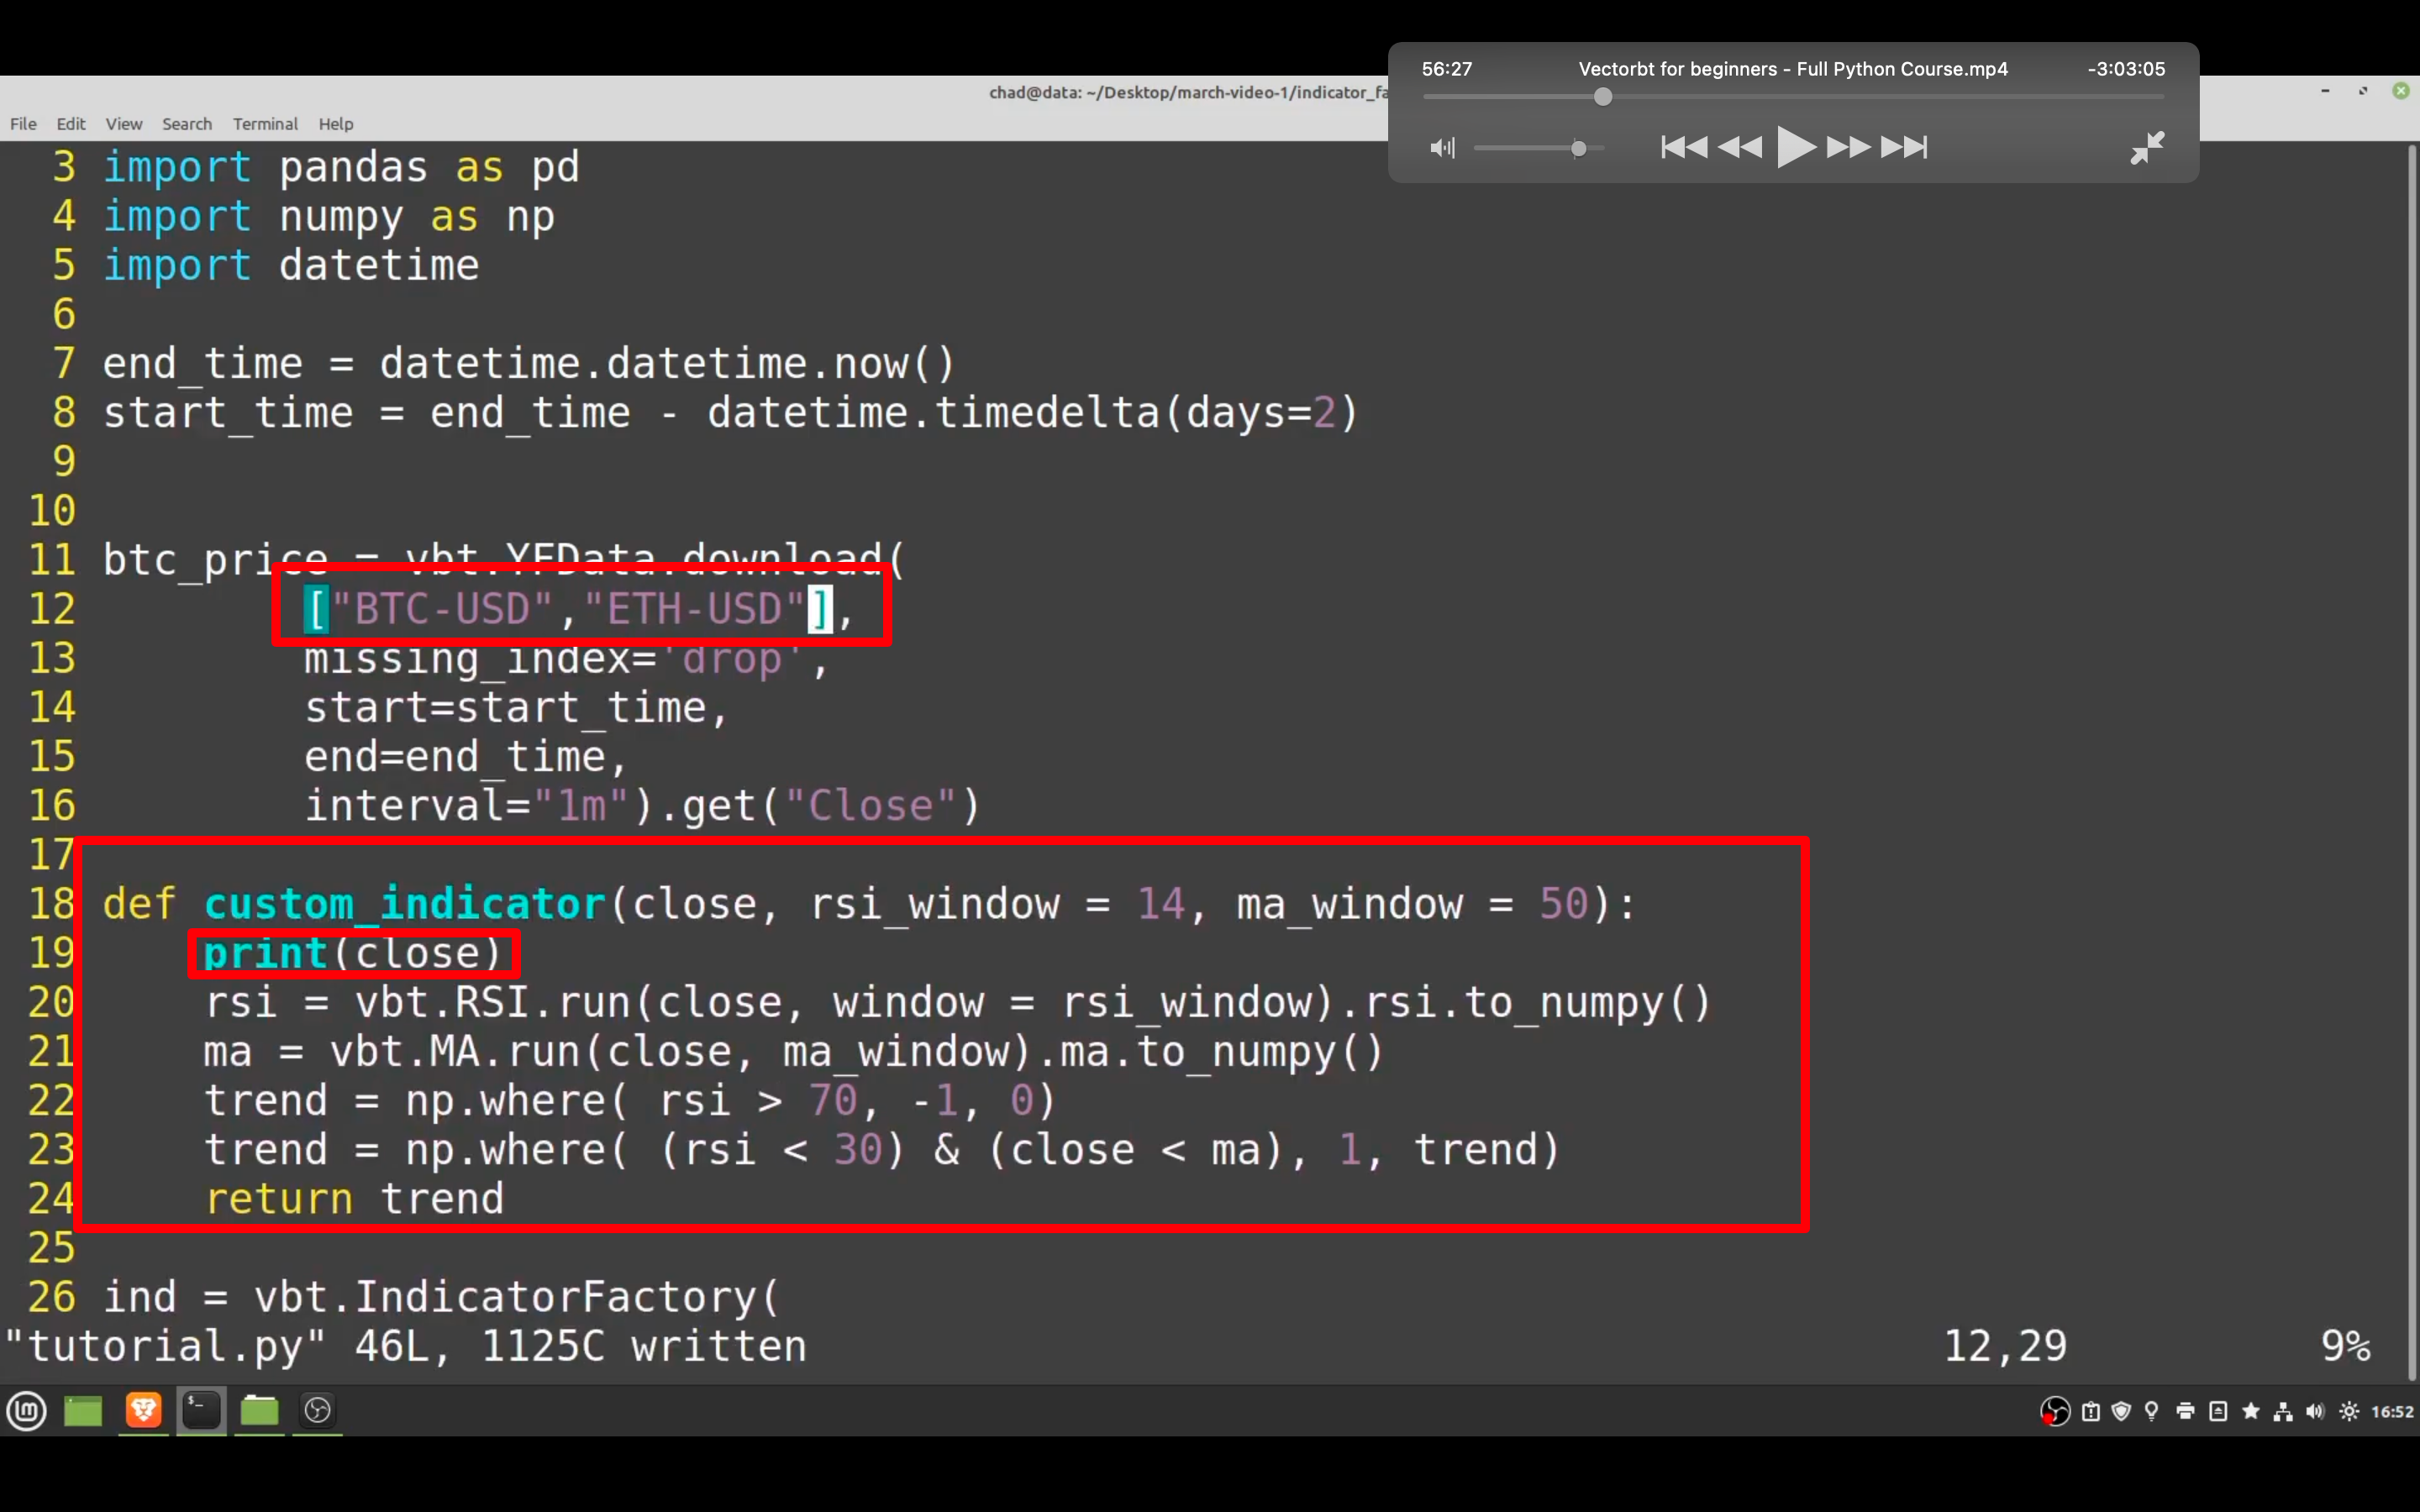 56:27 Vectorbt for beginners - Full Python Course.mp4 -3:03:05
chad@data: ~/Desktop/march-video-1/indicator_fa
File Edit View Search Terminal Help
3 import pandas as pd
4 import numpy as np
5 import datetime
6
7 end_time = datetime.datetime.now()
8 start_time = end_time - datetime.timedelta(days=2)
9
10
11 btc_price = vbt.YFData.download(
12 ["BTC-USD","ETH-USD"],
13 missing_index='drop',
14 start=start_time,
15 end=end_time,
16 interval="1m").get("Close")
17
18 def custom_indicator(close, rsi_window = 14, ma_window = 50):
19 print(close)
20 rsi = vbt.RSI.run(close, window = rsi_window).rsi.to_numpy()
21 ma = vbt.MA.run(close, ma_window).ma.to_numpy()
22 trend = np.where( rsi > 70, -1, 0)
23 trend = np.where( (rsi < 30) & (close < ma), 1, trend)
24 return trend
25
26 ind = vbt.IndicatorFactory(
"tutorial.py" 46L, 1125C written 12,29 9%
16:52